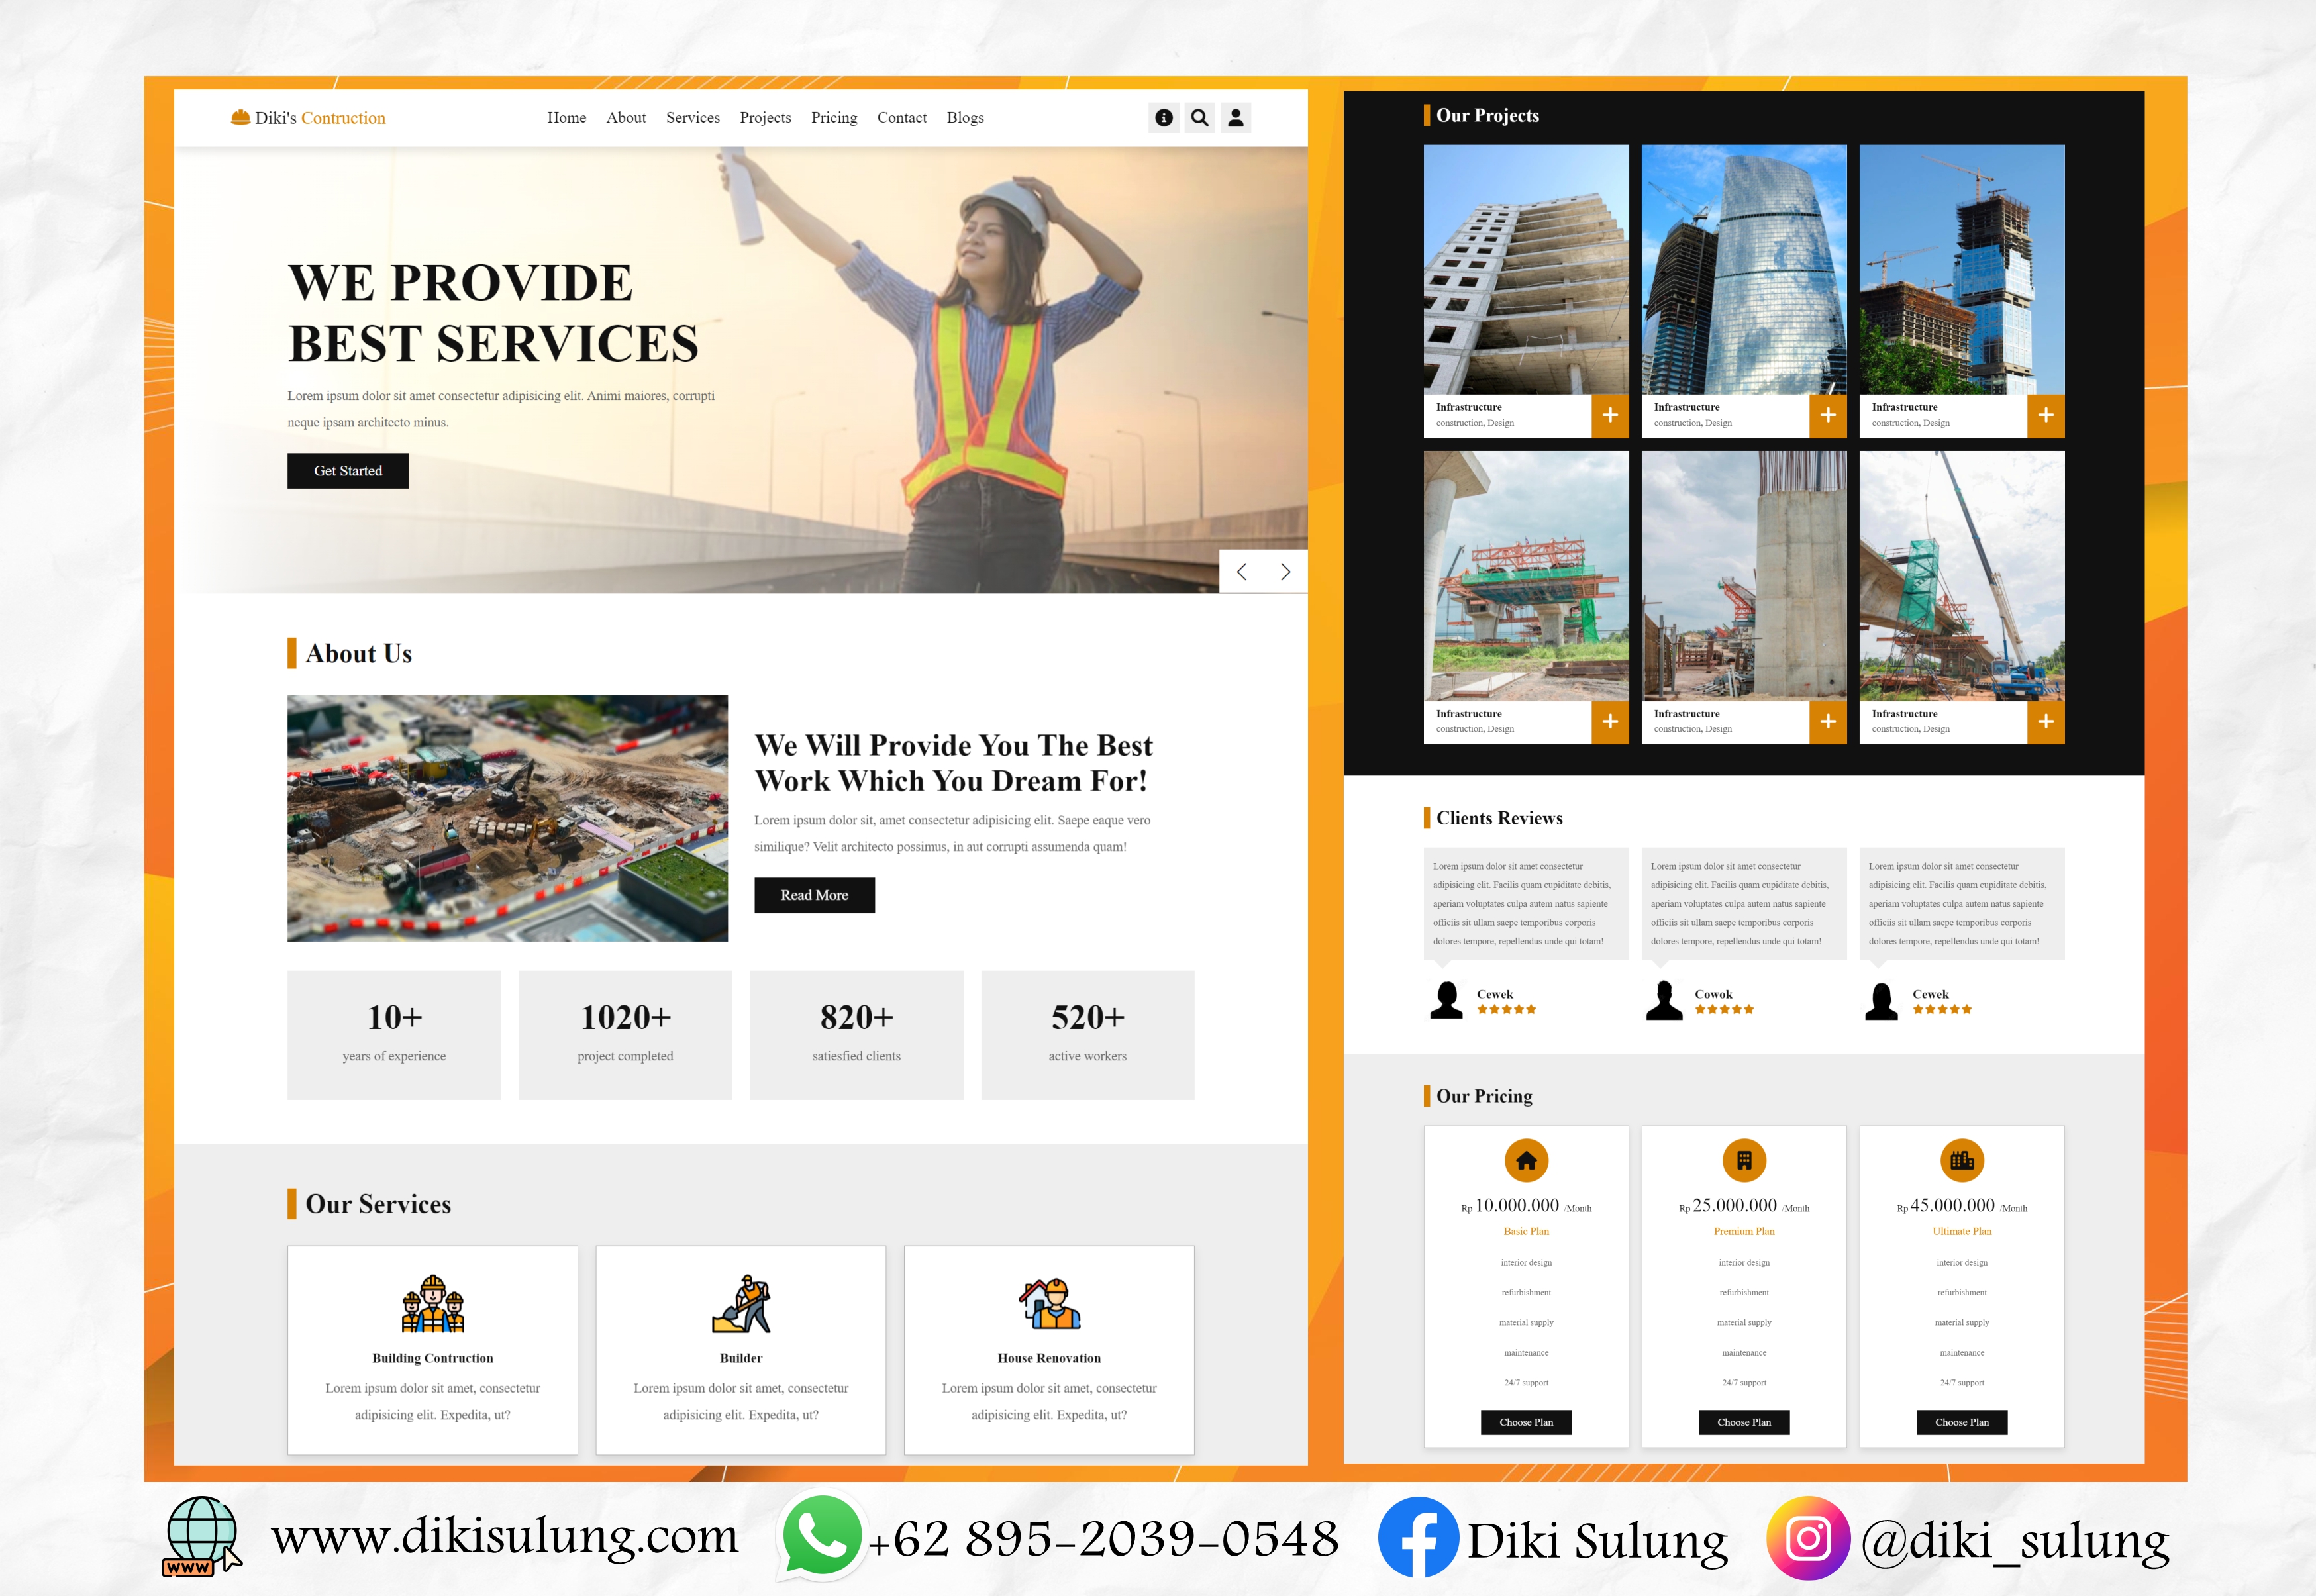 Diki's Contruction
Home About Services Projects Pricing Contact Blogs
WE PROVIDE
BEST SERVICES
Lorem ipsum dolor sit amet consectetur adipisicing elit. Animi maiores, corrupti
neque ipsam architecto minus.
Get Started
About Us
We Will Provide You The Best
Work Which You Dream For!
Lorem ipsum dolor sit, amet consectetur adipisicing elit. Saepe eaque vero
similique? Velit architecto possimus, in aut corrupti assumenda quam!
Read More
10+
years of experience
1020+
project completed
820+
satiesfied clients
520+
active workers
Our Services
Building Contruction
Lorem ipsum dolor sit amet, consectetur
adipisicing elit. Expedita, ut?
Builder
Lorem ipsum dolor sit amet, consectetur
adipisicing elit. Expedita, ut?
House Renovation
Lorem ipsum dolor sit amet, consectetur
adipisicing elit. Expedita, ut?
Our Projects
Infrastructure
construction, Design
+
Infrastructure
construction, Design
+
Infrastructure
construction, Design
+
Infrastructure
construction, Design
+
Infrastructure
construction, Design
+
Infrastructure
construction, Design
+
Clients Reviews
Lorem ipsum dolor sit amet consectetur
adipisicing elit. Facilis quam cupiditate debitis,
aperiam voluptates culpa autem natus sapiente
officiis sit ullam saepe temporibus corporis
dolores tempore, repellendus unde qui totam!
Cewek
Lorem ipsum dolor sit amet consectetur
adipisicing elit. Facilis quam cupiditate debitis,
aperiam voluptates culpa autem natus sapiente
officiis sit ullam saepe temporibus corporis
dolores tempore, repellendus unde qui totam!
Cowok
Lorem ipsum dolor sit amet consectetur
adipisicing elit. Facilis quam cupiditate debitis,
aperiam voluptates culpa autem natus sapiente
officiis sit ullam saepe temporibus corporis
dolores tempore, repellendus unde qui totam!
Cewek
Our Pricing
Rp 10.000.000 /Month
Basic Plan
interior design
refurbishment
material supply
maintenance
24/7 support
Choose Plan
Rp 25.000.000 /Month
Premium Plan
interior design
refurbishment
material supply
maintenance
24/7 support
Choose Plan
Rp 45.000.000 /Month
Ultimate Plan
interior design
refurbishment
material supply
maintenance
24/7 support
Choose Plan
www
www.dikisulung.com
+62 895-2039-0548
Diki Sulung
@diki_sulung